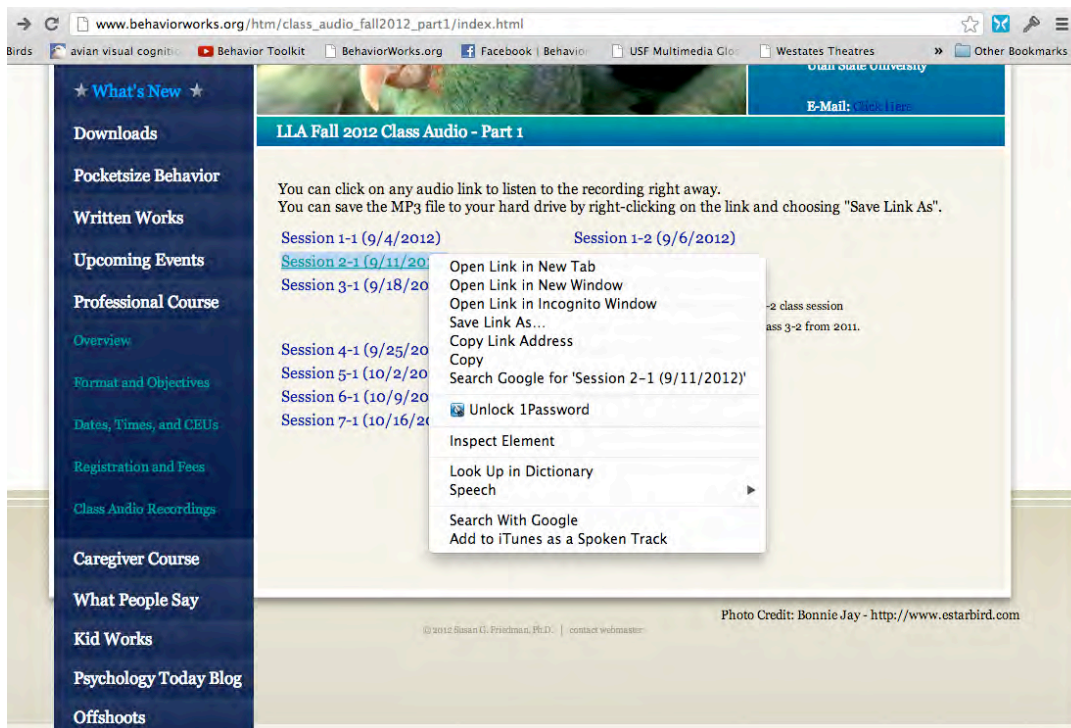 www.behaviorworks.org/htm/class_audio_fall2012_part1/index.html
Birds avian visual cognitio Behavior Toolkit BehaviorWorks.org Facebook | Behavior USF Multimedia Glo Westates Theatres » Other Bookmarks
Utah State University
E-Mail: Click Here
★ What's New ★
Downloads
Pocketsize Behavior
Written Works
Upcoming Events
Professional Course
Overview
Format and Objectives
Dates, Times, and CEUs
Registration and Fees
Class Audio Recordings
Caregiver Course
What People Say
Kid Works
Psychology Today Blog
Offshoots
LLA Fall 2012 Class Audio - Part 1
You can click on any audio link to listen to the recording right away.
You can save the MP3 file to your hard drive by right-clicking on the link and choosing "Save Link As".
Session 1-1 (9/4/2012) Session 1-2 (9/6/2012)
Session 2-1 (9/11/20
Session 3-1 (9/18/20
-2 class session
ass 3-2 from 2011.
Session 4-1 (9/25/20
Session 5-1 (10/2/20
Session 6-1 (10/9/20
Session 7-1 (10/16/20
Open Link in New Tab
Open Link in New Window
Open Link in Incognito Window
Save Link As...
Copy Link Address
Copy
Search Google for 'Session 2-1 (9/11/2012)'
Unlock 1Password
Inspect Element
Look Up in Dictionary
Speech
Search With Google
Add to iTunes as a Spoken Track
Photo Credit: Bonnie Jay - http://www.estarbird.com
© 2012 Susan G. Friedman, Ph.D. | contact webmaster